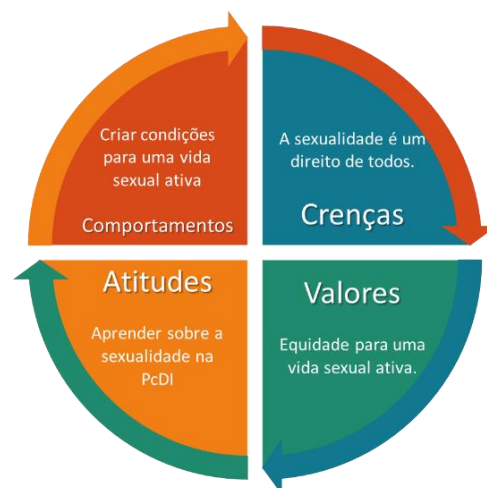 Criar condições
para uma vida
sexual ativa
Comportamentos
A sexualidade é um
direito de todos.
Crenças
Atitudes
Aprender sobre a
sexualidade na
PcDI
Valores
Equidade para uma
vida sexual ativa.